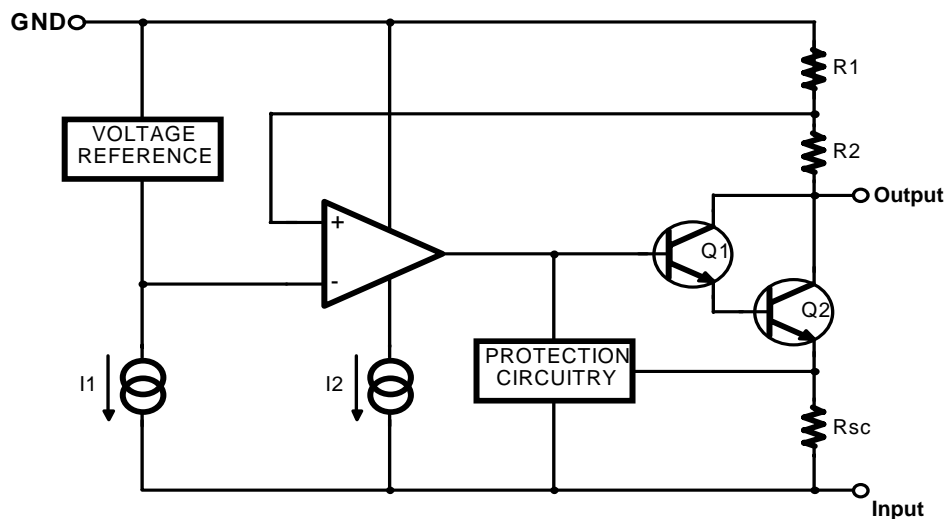 GND
R1
VOLTAGE
REFERENCE
R2
Output
+
Q1
-
Q2
I1
I2
PROTECTION
CIRCUITRY
Rsc
Input